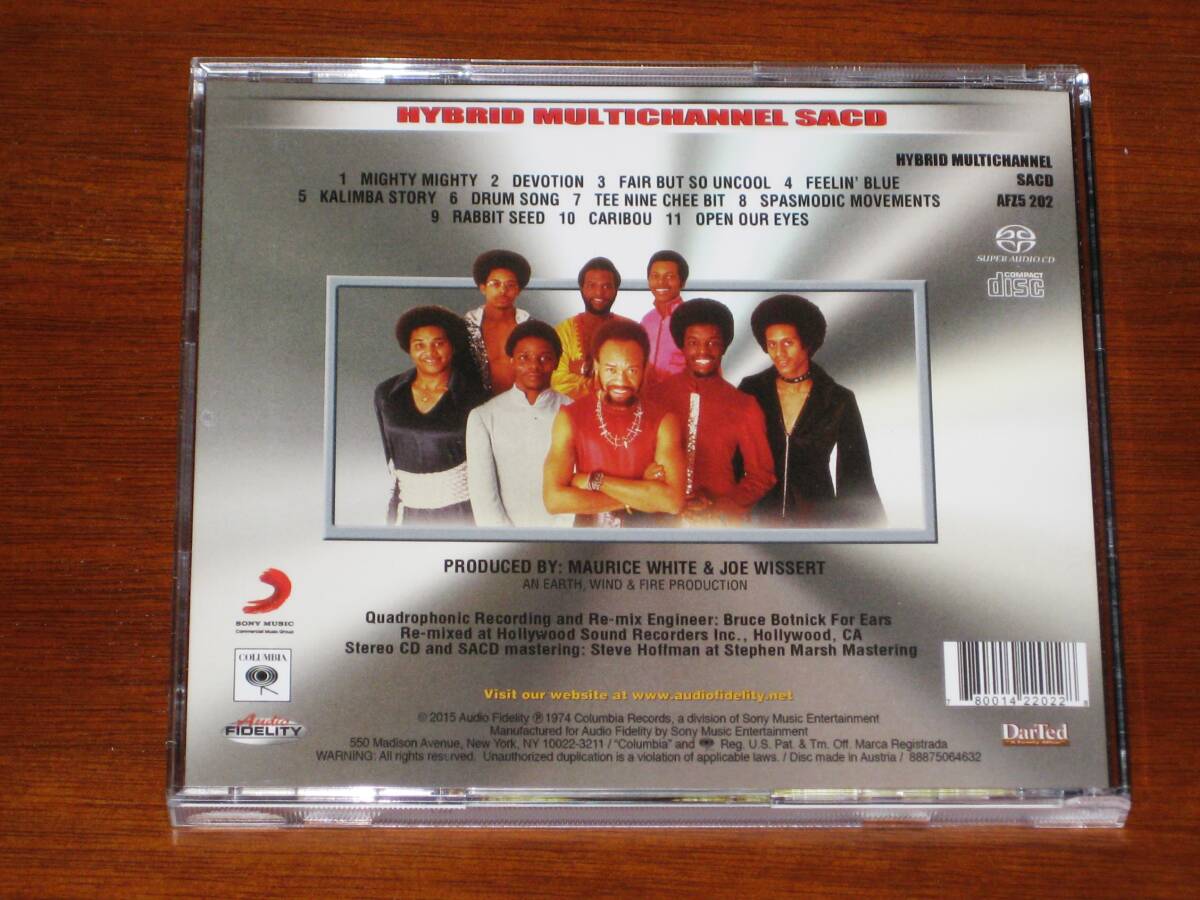 HYBRID MULTICHANNEL SACD
HYBRID MULTICHANNEL
SACD
AFZ5 202
SUPER AUDIO CD
COMPACT
disc
1 MIGHTY MIGHTY 2 DEVOTION 3 FAIR BUT SO UNCOOL 4 FEELIN' BLUE
5 KALIMBA STORY 6 DRUM SONG 7 TEE NINE CHEE BIT 8 SPASMODIC MOVEMENTS
9 RABBIT SEED 10 CARIBOU 11 OPEN OUR EYES
PRODUCED BY: MAURICE WHITE & JOE WISSERT
AN EARTH, WIND & FIRE PRODUCTION
Quadrophonic Recording and Re-mix Engineer: Bruce Botnick For Ears
Re-mixed at Hollywood Sound Recorders Inc., Hollywood, CA
Stereo CD and SACD mastering: Steve Hoffman at Stephen Marsh Mastering
SONY MUSIC
Commercial Music Group
COLUMBIA
Audio
FIDELITY
Visit our website at www.audiofidelity.net
© 2015 Audio Fidelity ℗ 1974 Columbia Records, a division of Sony Music Entertainment
Manufactured for Audio Fidelity by Sony Music Entertainment
550 Madison Avenue, New York, NY 10022-3211 / "Columbia" and Reg. U.S. Pat. & Tm. Off. Marca Registrada
WARNING: All rights reserved. Unauthorized duplication is a violation of applicable laws. / Disc made in Austria / 88875064632
7 80014 22022 8
DarTed